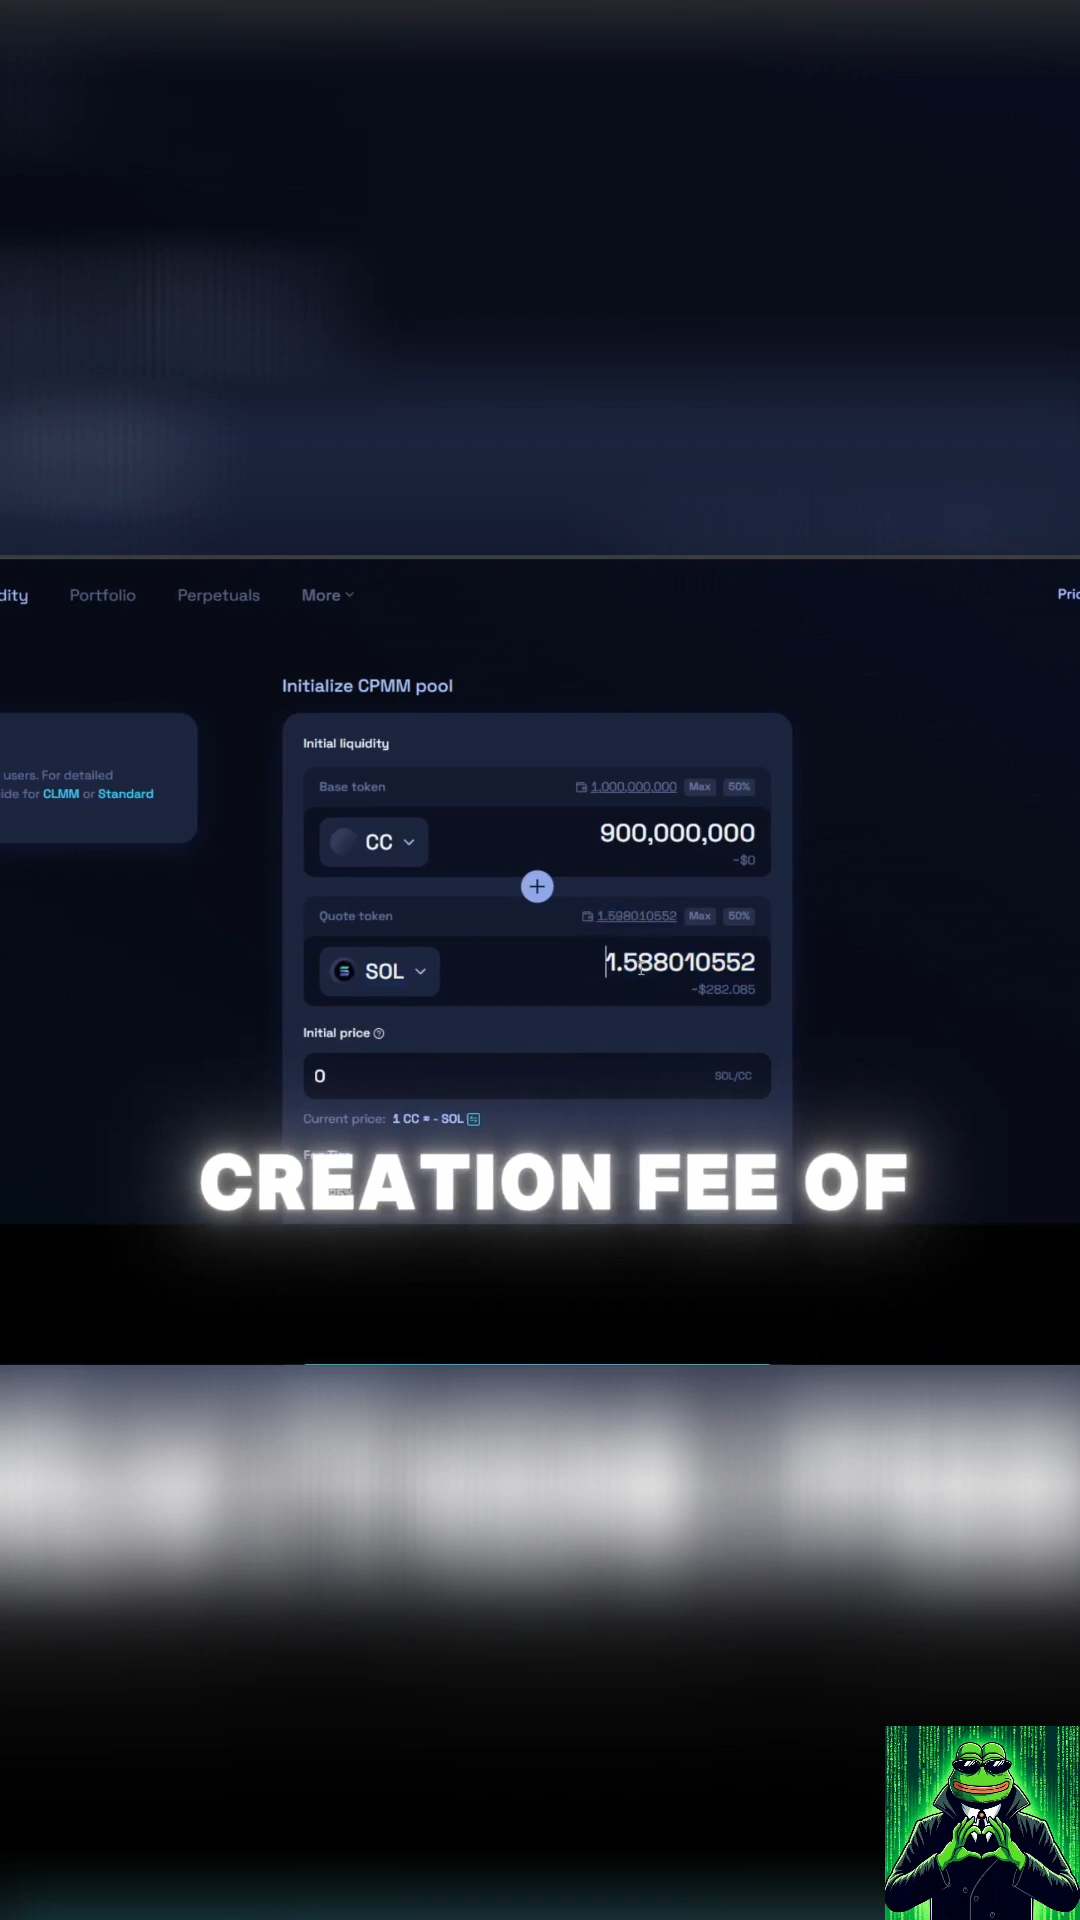 dity Portfolio Perpetuals More Pric
Initialize CPMM pool
Initial liquidity
users. For detailed
ide for CLMM or Standard
Base token 1,000,000,000 Max 50%
CC 900,000,000
~$0
Quote token 1.598010552 Max 50%
SOL 1.588010552
~$282.085
Initial price
0 SOL/CC
Current price: 1 CC ≈ - SOL
CREATION FEE OF